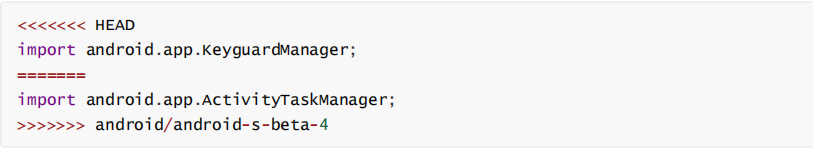 <<<<<<< HEAD
import android.app.KeyguardManager;
=======
import android.app.ActivityTaskManager;
>>>>>>> android/android-s-beta-4